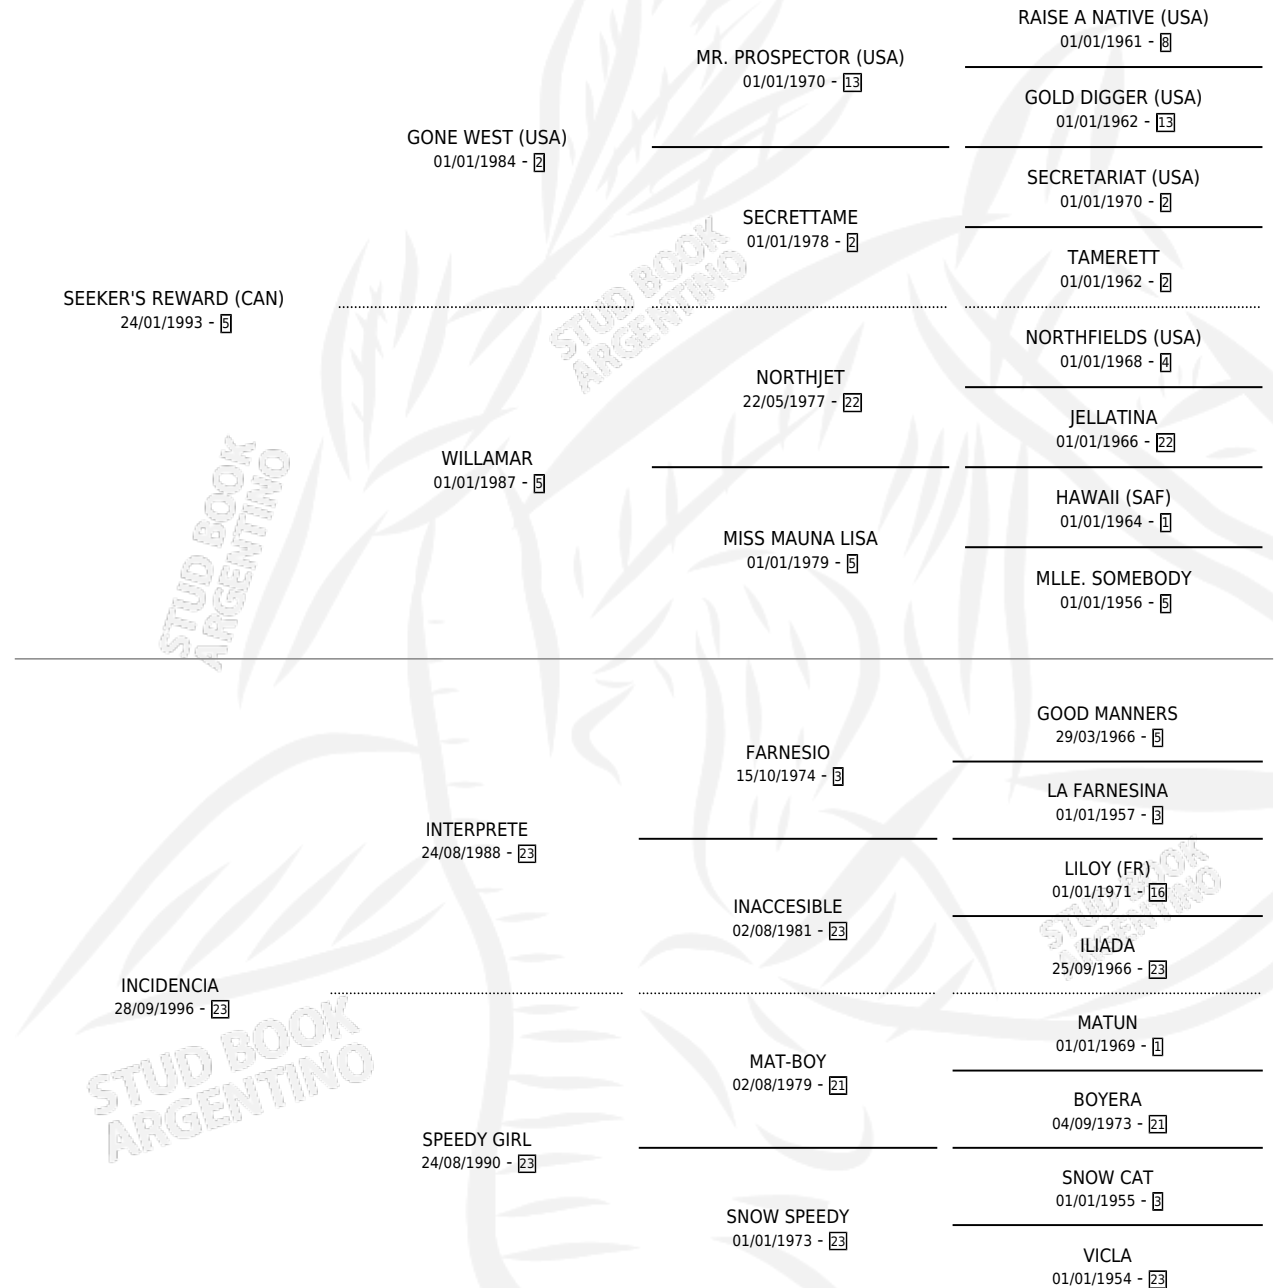 RAISE A NATIVE (USA)
01/01/1961 - 8
MR. PROSPECTOR (USA)
01/01/1970 - 13
GOLD DIGGER (USA)
01/01/1962 - 13
GONE WEST (USA)
01/01/1984 - 2
SECRETARIAT (USA)
01/01/1970 - 2
SECRETTAME
01/01/1978 - 2
TAMERETT
01/01/1962 - 2
SEEKER'S REWARD (CAN)
24/01/1993 - 5
NORTHFIELDS (USA)
01/01/1968 - 4
NORTHJET
22/05/1977 - 22
JELLATINA
01/01/1966 - 22
WILLAMAR
01/01/1987 - 5
HAWAII (SAF)
01/01/1964 - 1
MISS MAUNA LISA
01/01/1979 - 5
MLLE. SOMEBODY
01/01/1956 - 5
STUD BOOK
ARGENTINO
STUD BOOK
ARGENTINO
GOOD MANNERS
29/03/1966 - 5
FARNESIO
15/10/1974 - 3
LA FARNESINA
01/01/1957 - 3
INTERPRETE
24/08/1988 - 23
LILOY (FR)
01/01/1971 - 16
INACCESIBLE
02/08/1981 - 23
ILIADA
25/09/1966 - 23
INCIDENCIA
28/09/1996 - 23
MATUN
01/01/1969 - 1
MAT-BOY
02/08/1979 - 21
BOYERA
04/09/1973 - 21
SPEEDY GIRL
24/08/1990 - 23
SNOW CAT
01/01/1955 - 3
SNOW SPEEDY
01/01/1973 - 23
VICLA
01/01/1954 - 23
STUD BOOK
ARGENTINO
STUD BOOK
ARGENTINO